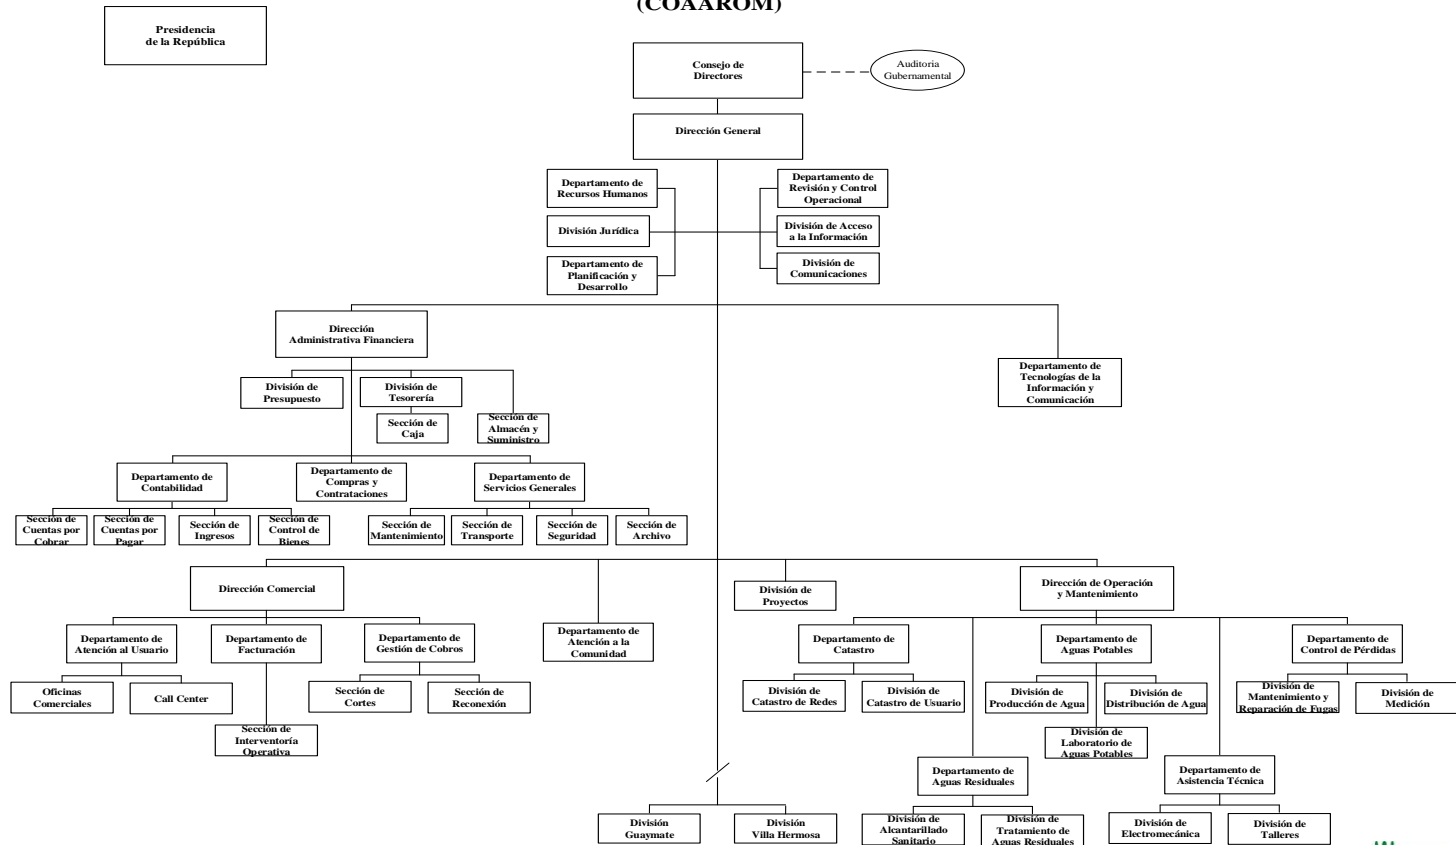 (COAAROM)
Presidencia
de la República
Consejo de
Directores
Auditoria
Gubernamental
Dirección General
Departamento de
Recursos Humanos
Departamento de
Revisión y Control
Operacional
División Jurídica
División de Acceso
a la Información
Departamento de
Planificación y
Desarrollo
División de
Comunicaciones
Dirección
Administrativa Financiera
Departamento de
Tecnologías de la
Información y
Comunicación
División de
Presupuesto
División de
Tesorería
Sección de
Caja
Sección de
Almacén y
Suministro
Departamento de
Contabilidad
Departamento de
Compras y
Contrataciones
Departamento de
Servicios Generales
Sección de
Cuentas por
Cobrar
Sección de
Cuentas por
Pagar
Sección de
Ingresos
Sección de
Control de
Bienes
Sección de
Mantenimiento
Sección de
Transporte
Sección de
Seguridad
Sección de
Archivo
Dirección Comercial
División de
Proyectos
Dirección de Operación
y Mantenimiento
Departamento de
Atención al Usuario
Departamento de
Facturación
Departamento de
Gestión de Cobros
Departamento de
Atención a la
Comunidad
Departamento de
Catastro
Departamento de
Aguas Potables
Departamento de
Control de Pérdidas
Oficinas
Comerciales
Call Center
Sección de
Cortes
Sección de
Reconexión
División de
Catastro de Redes
División de
Catastro de Usuario
División de
Producción de Agua
División de
Distribución de Agua
División de
Mantenimiento y
Reparación de Fugas
División de
Medición
Sección de
Interventoría
Operativa
División de
Laboratorio de
Aguas Potables
Departamento de
Aguas Residuales
Departamento de
Asistencia Técnica
División
Guaymate
División
Villa Hermosa
División de
Alcantarillado
Sanitario
División de
Tratamiento de
Aguas Residuales
División de
Electromecánica
División de
Talleres